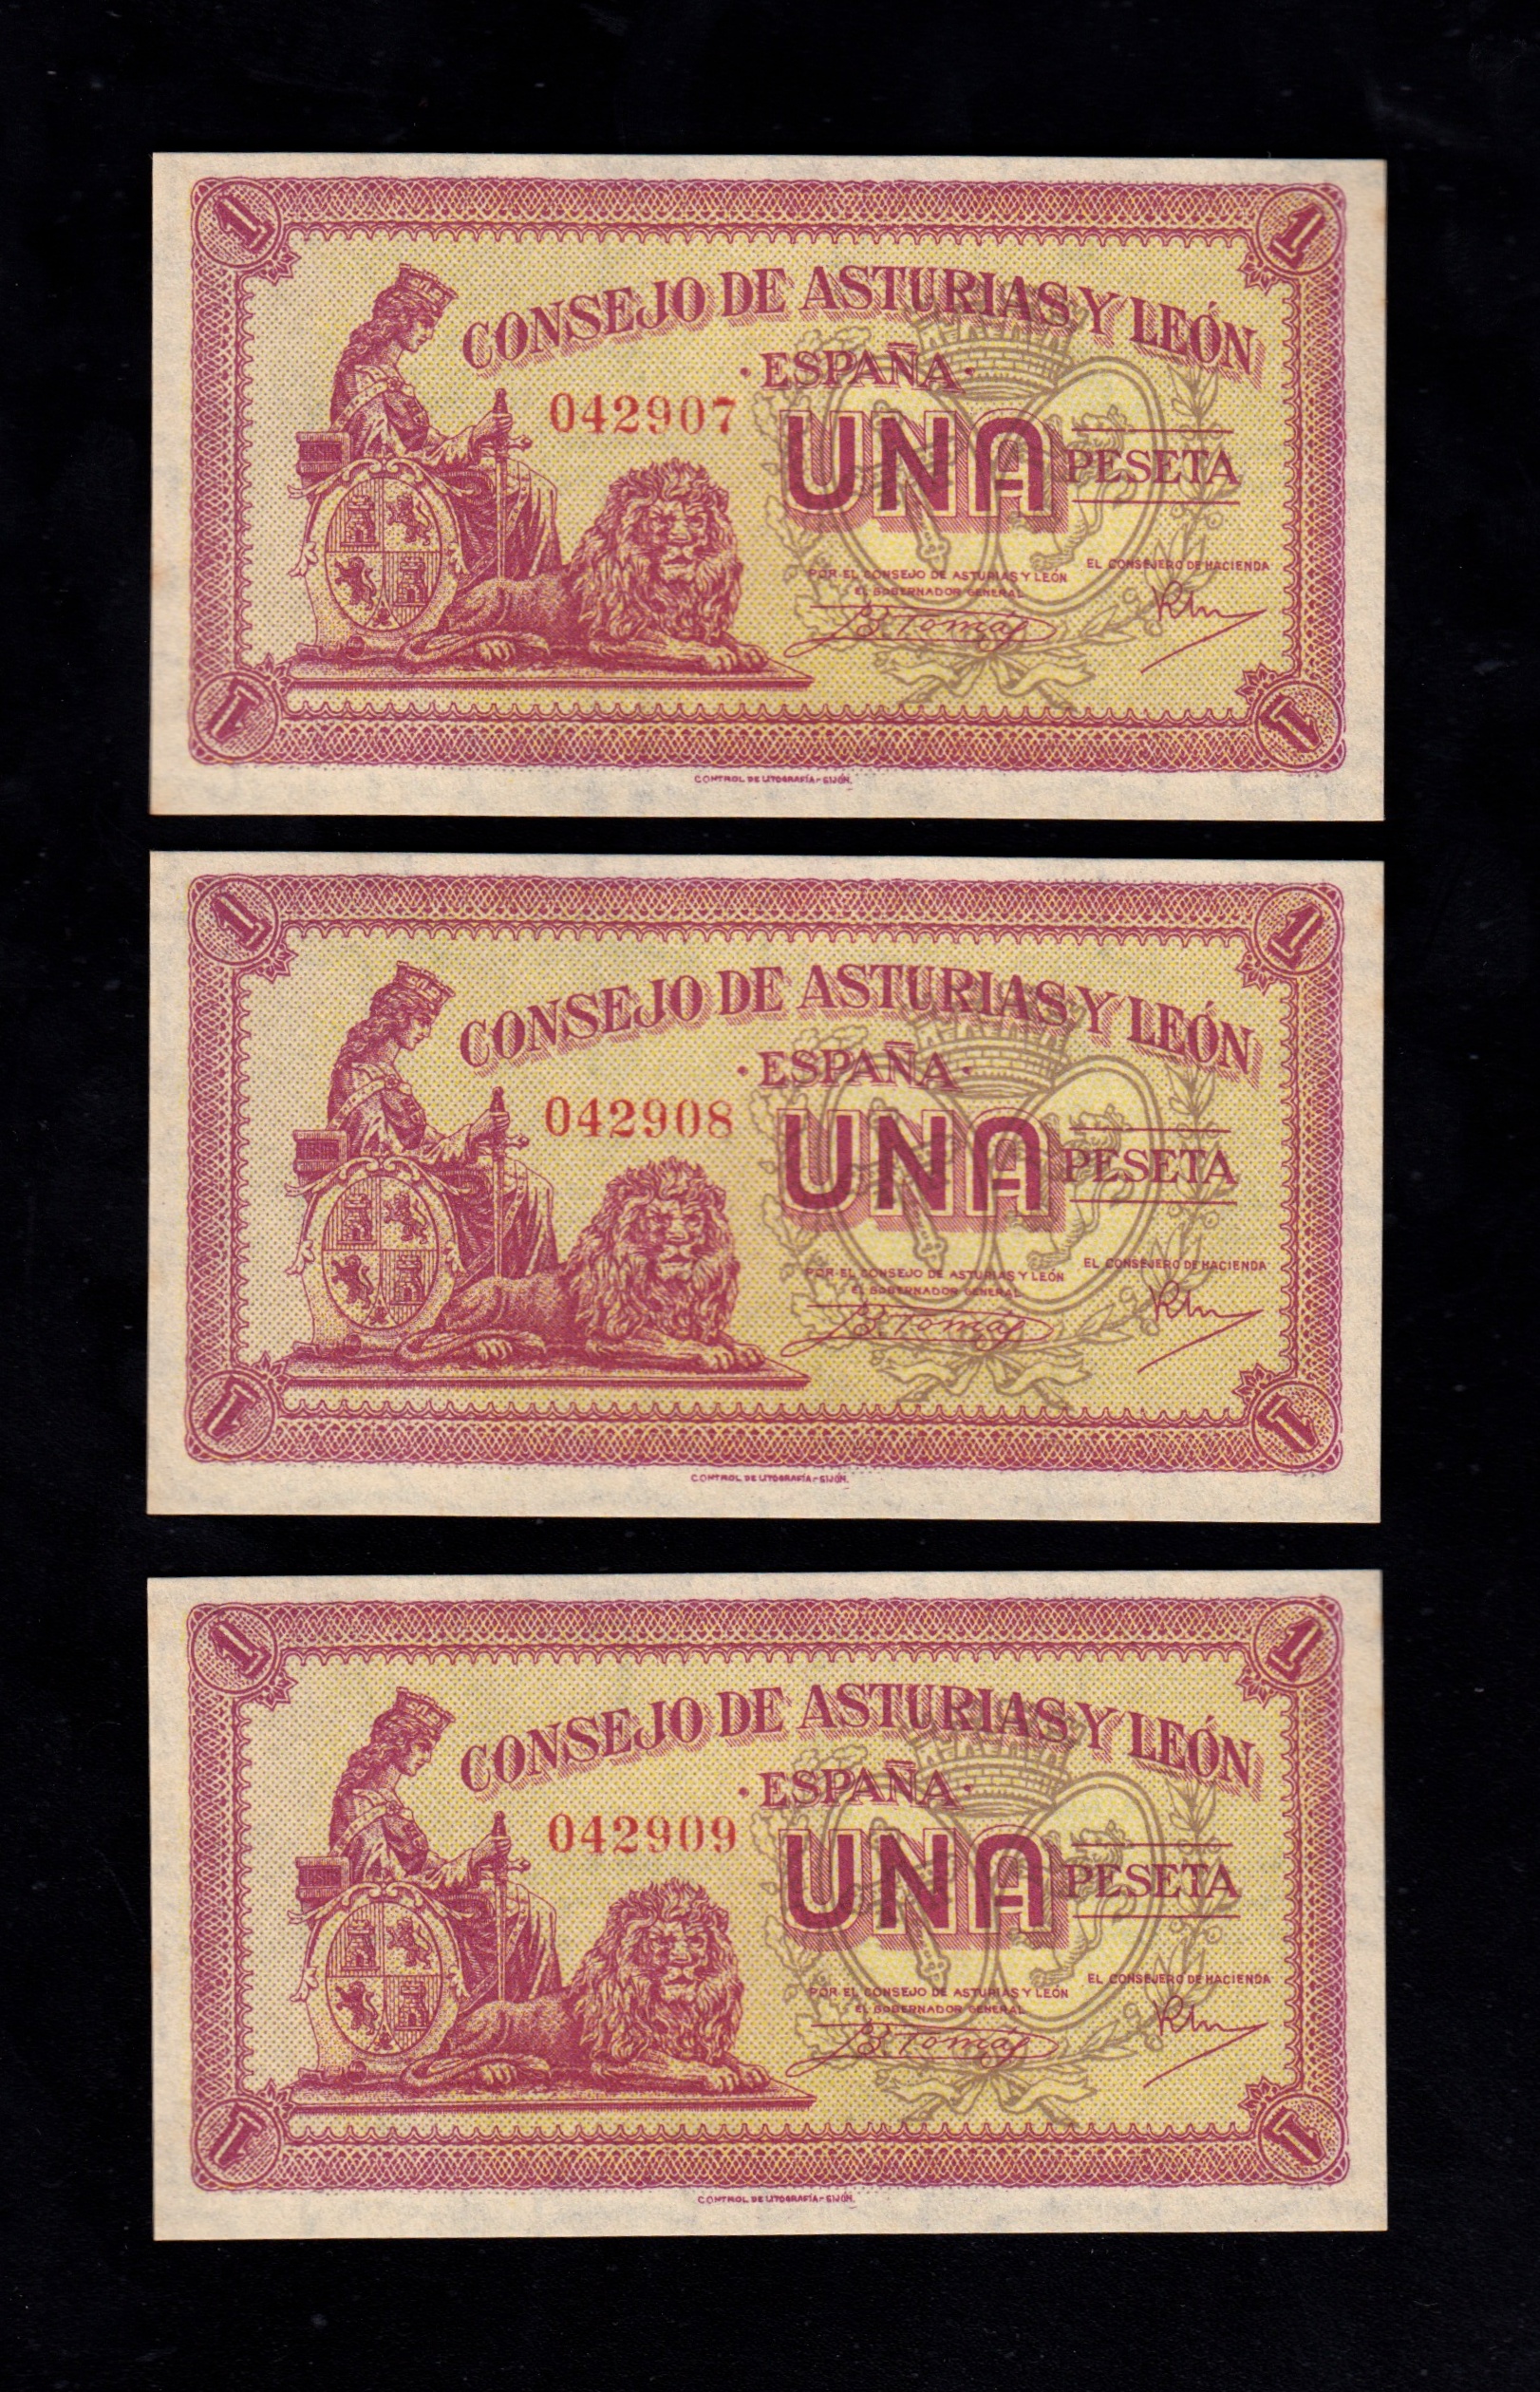 1 1
CONSEJO DE ASTURIAS Y LEÓN
· ESPAÑA ·
042907
UNA PESETA
EL CONSEJERO DE HACIENDA
POR EL CONSEJO DE ASTURIAS Y LEÓN
EL GOBERNADOR GENERAL
B. Tomás
1 1
CONTROL DE LITOGRAFÍA-GIJÓN.
1 1
CONSEJO DE ASTURIAS Y LEÓN
· ESPAÑA ·
042908
UNA PESETA
EL CONSEJERO DE HACIENDA
POR EL CONSEJO DE ASTURIAS Y LEÓN
EL GOBERNADOR GENERAL
B. Tomás
1 1
CONTROL DE LITOGRAFÍA-GIJÓN.
1 1
CONSEJO DE ASTURIAS Y LEÓN
· ESPAÑA ·
042909
UNA PESETA
EL CONSEJERO DE HACIENDA
POR EL CONSEJO DE ASTURIAS Y LEÓN
EL GOBERNADOR GENERAL
B. Tomás
1 1
CONTROL DE LITOGRAFÍA-GIJÓN.